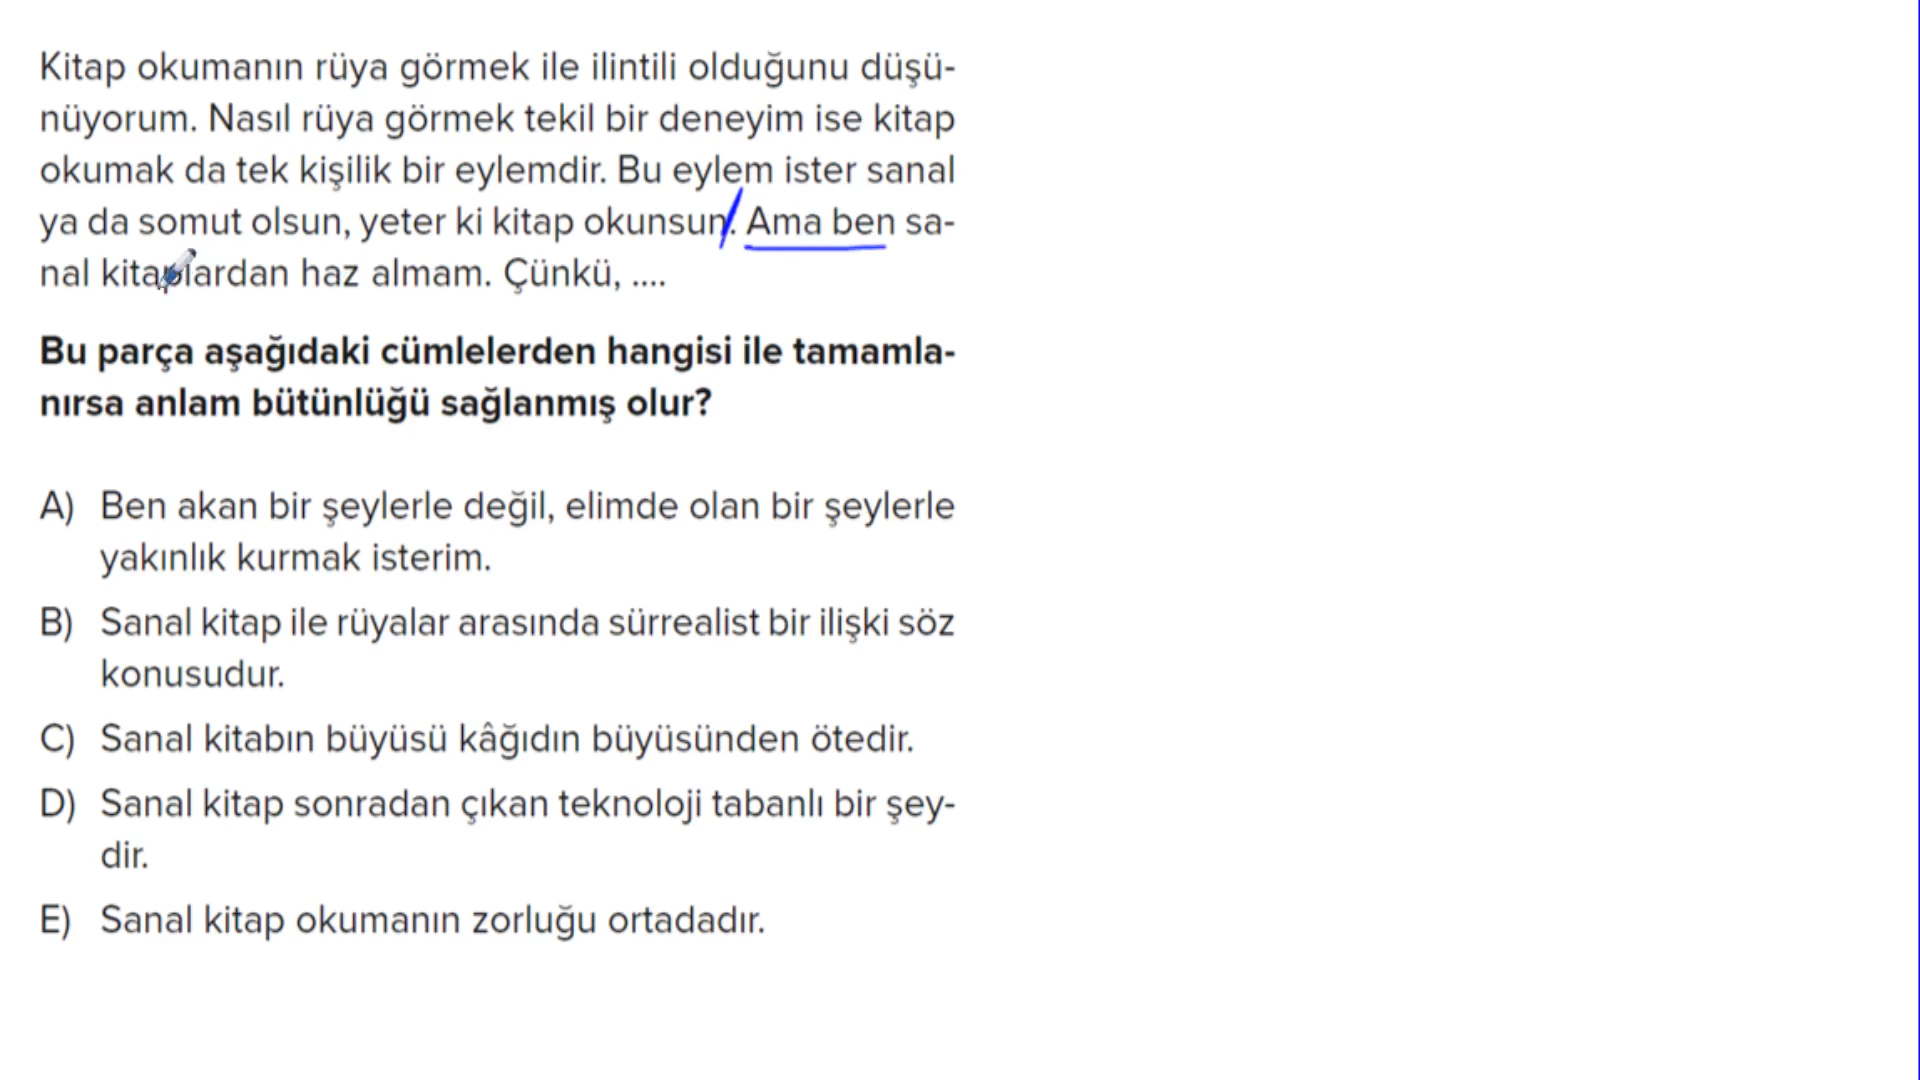 Kitap okumanın rüya görmek ile ilintili olduğunu düşü-
nüyorum. Nasıl rüya görmek tekil bir deneyim ise kitap
okumak da tek kişilik bir eylemdir. Bu eylem ister sanal
ya da somut olsun, yeter ki kitap okunsun. Ama ben sa-
nal kitaplardan haz almam. Çünkü, ....
Bu parça aşağıdaki cümlelerden hangisi ile tamamla-
nırsa anlam bütünlüğü sağlanmış olur?
A) Ben akan bir şeylerle değil, elimde olan bir şeylerle
yakınlık kurmak isterim.
B) Sanal kitap ile rüyalar arasında sürrealist bir ilişki söz
konusudur.
C) Sanal kitabın büyüsü kâğıdın büyüsünden ötedir.
D) Sanal kitap sonradan çıkan teknoloji tabanlı bir şey-
dir.
E) Sanal kitap okumanın zorluğu ortadadır.